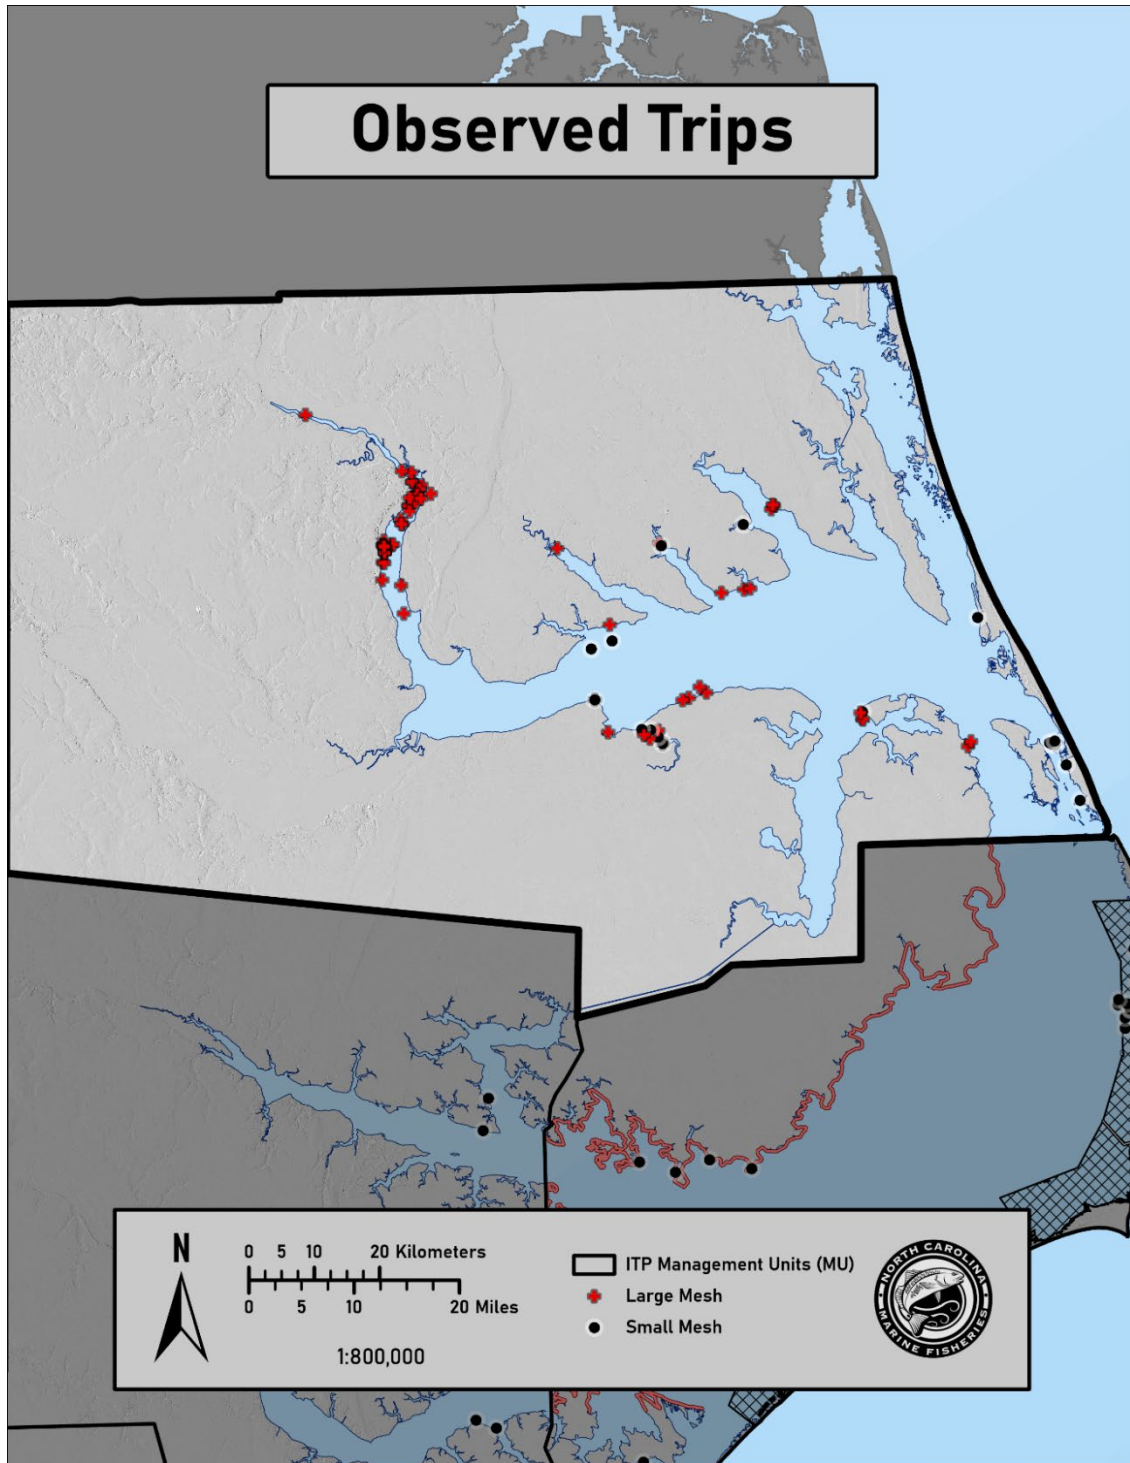 Observed Trips
N
0 5 10 20 Kilometers
0 5 10 20 Miles
1:800,000
ITP Management Units (MU)
Large Mesh
Small Mesh
NORTH CAROLINA
MARINE FISHERIES